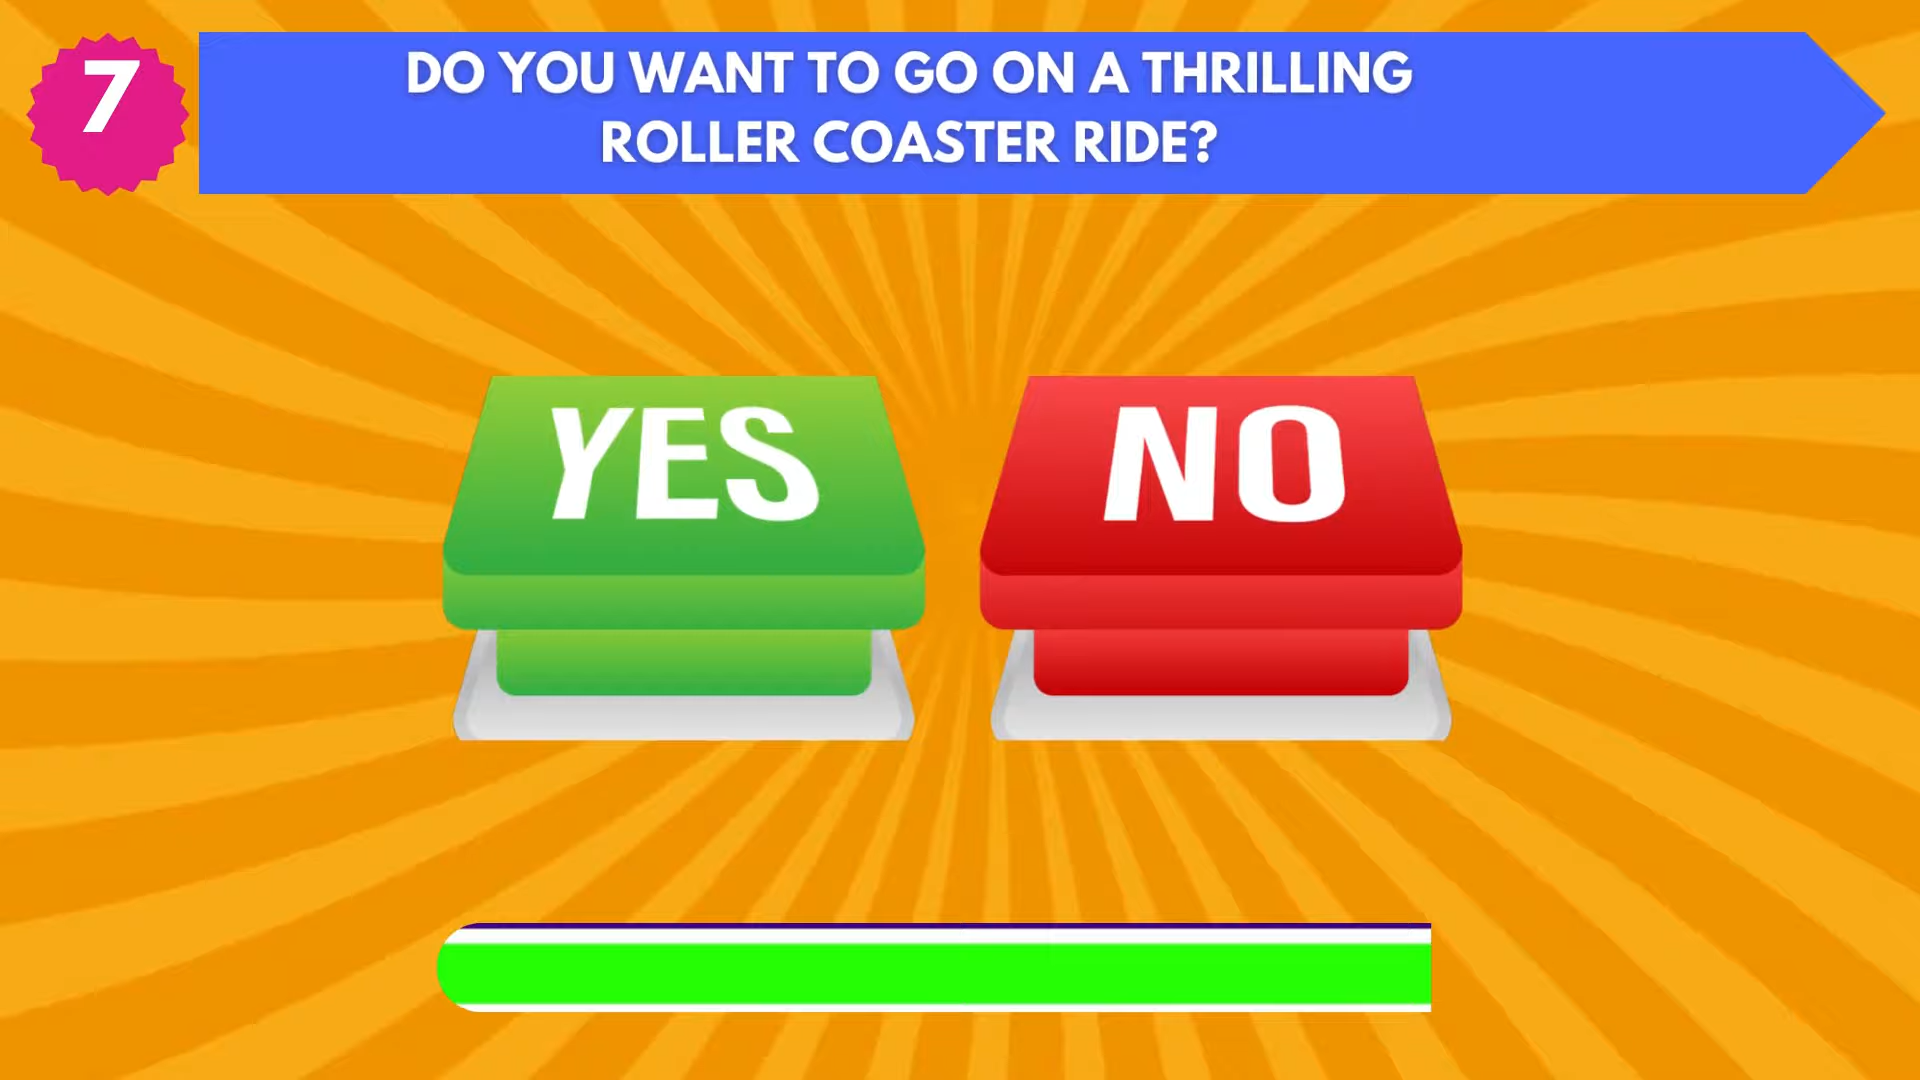 7
DO YOU WANT TO GO ON A THRILLING
ROLLER COASTER RIDE?
YES
NO